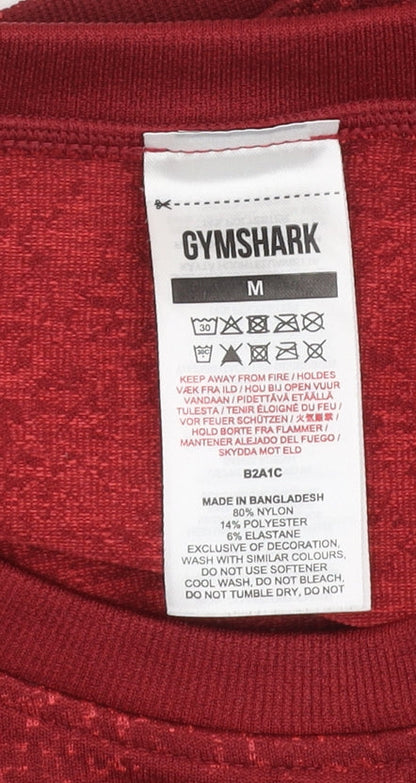 GYMSHARK
M
30
30C
KEEP AWAY FROM FIRE / HOLDES
VÆK FRA ILD / HOU BIJ OPEN VUUR
VANDAAN / PIDETTÄVÄ ETÄÄLLÄ
TULESTA / TENIR ÉLOIGNÉ DU FEU /
VOR FEUER SCHÜTZEN / 火気厳禁 /
HOLD BORTE FRA FLAMMER /
MANTENER ALEJADO DEL FUEGO /
SKYDDA MOT ELD
B2A1C
MADE IN BANGLADESH
80% NYLON
14% POLYESTER
6% ELASTANE
EXCLUSIVE OF DECORATION,
WASH WITH SIMILAR COLOURS,
DO NOT USE SOFTENER
COOL WASH, DO NOT BLEACH,
DO NOT TUMBLE DRY, DO NOT